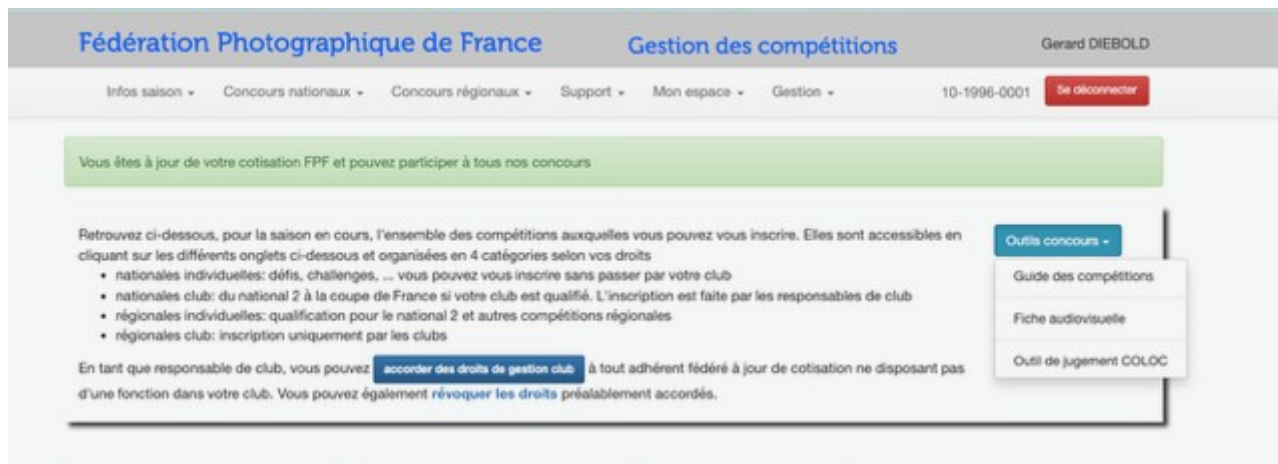 Fédération Photographique de France Gestion des compétitions Gerard DIEBOLD
Infos saison Concours nationaux Concours régionaux Support Mon espace Gestion 10-1996-0001 Se déconnecter
Vous êtes à jour de votre cotisation FPF et pouvez participer à tous nos concours
Retrouvez ci-dessous, pour la saison en cours, l'ensemble des compétitions auxquelles vous pouvez vous inscrire. Elles sont accessibles en
cliquant sur les différents onglets ci-dessous et organisées en 4 catégories selon vos droits
• nationales individuelles: défis, challenges, ... vous pouvez vous inscrire sans passer par votre club
• nationales club: du national 2 à la coupe de France si votre club est qualifié. L'inscription est faite par les responsables de club
• régionales individuelles: qualification pour le national 2 et autres compétitions régionales
• régionales club: inscription uniquement par les clubs
En tant que responsable de club, vous pouvez accorder des droits de gestion club à tout adhérent fédéré à jour de cotisation ne disposant pas
d'une fonction dans votre club. Vous pouvez également révoquer les droits préalablement accordés.
Outils concours
Guide des compétitions
Fiche audiovisuelle
Outil de jugement COLOC